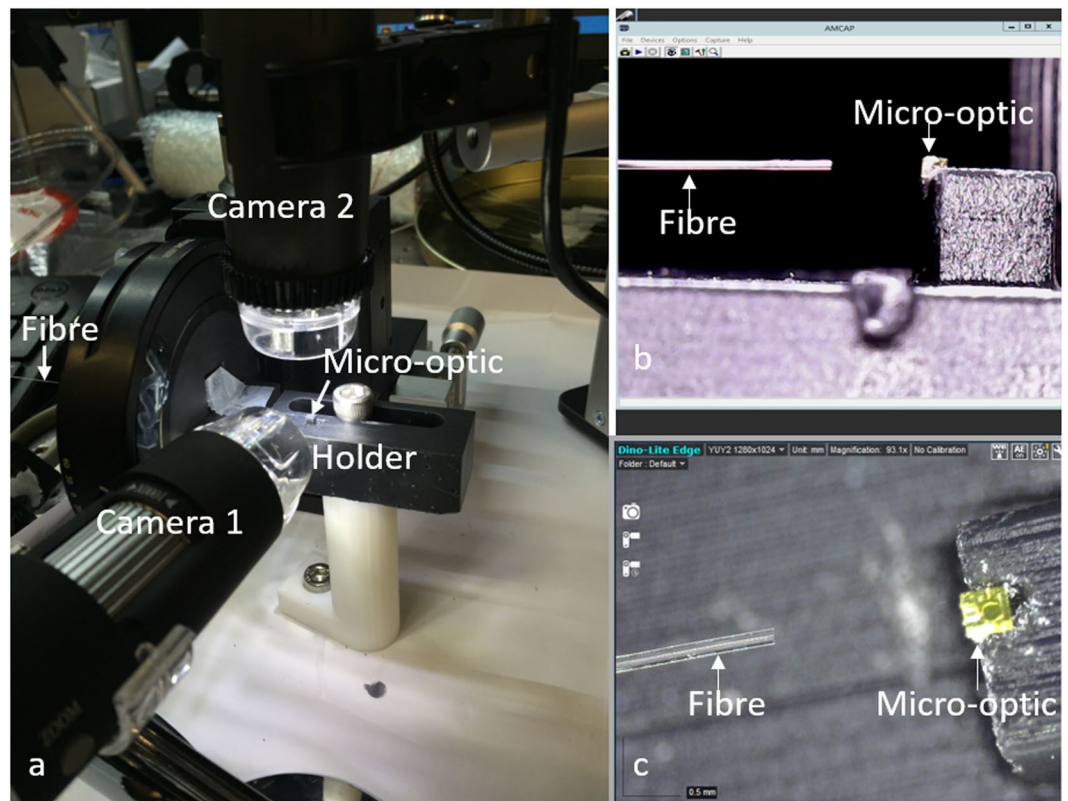 Camera 2
Fibre
Micro-optic
Holder
Camera 1
a
AMCAP
File Devices Options Capture Help
Micro-optic
Fibre
b
Dino-Lite Edge YUY2 1280x1024 Unit: mm Magnification: 93.1x No Calibration
Folder : Default
Fibre
Micro-optic
c
0.5 mm